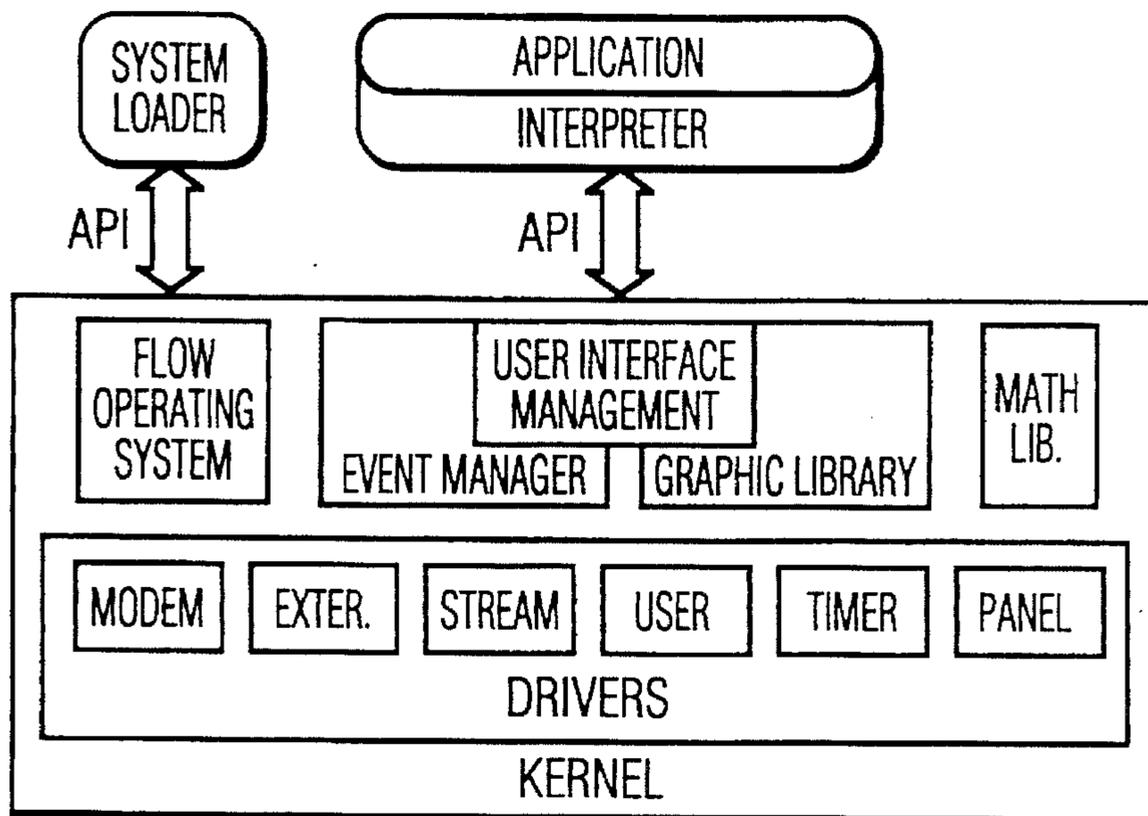 SYSTEM
LOADER
APPLICATION
INTERPRETER
API
API
FLOW
OPERATING
SYSTEM
USER INTERFACE
MANAGEMENT
EVENT MANAGER
GRAPHIC LIBRARY
MATH
LIB.
MODEM
EXTER.
STREAM
USER
TIMER
PANEL
DRIVERS
KERNEL